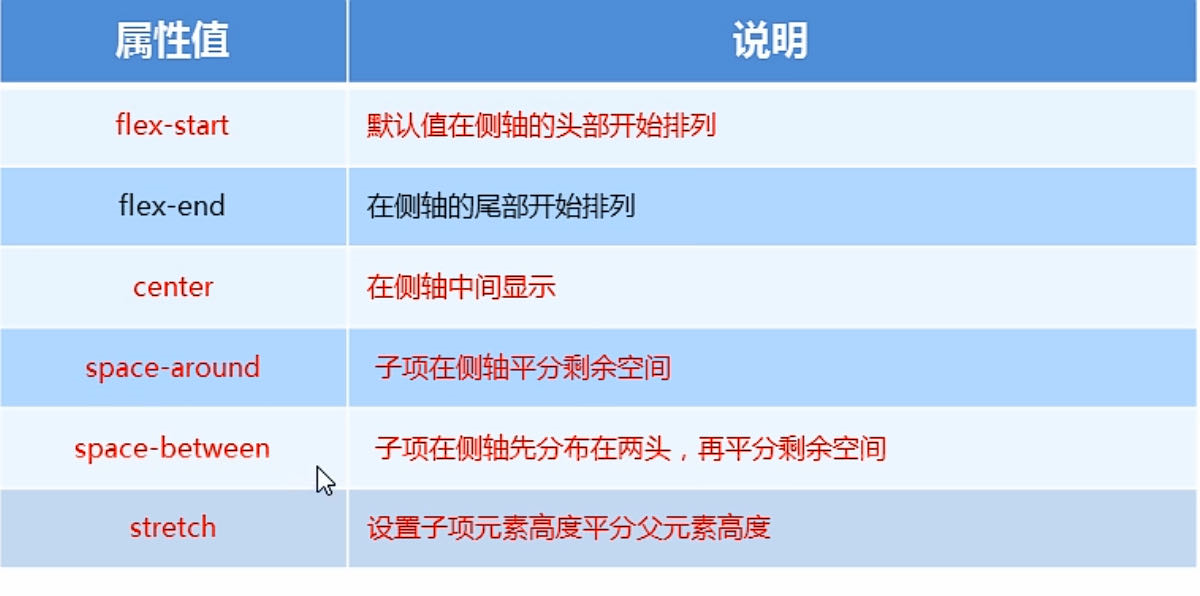 属性值 说明
flex-start 默认值在侧轴的头部开始排列
flex-end 在侧轴的尾部开始排列
center 在侧轴中间显示
space-around 子项在侧轴平分剩余空间
space-between 子项在侧轴先分布在两头，再平分剩余空间
stretch 设置子项元素高度平分父元素高度